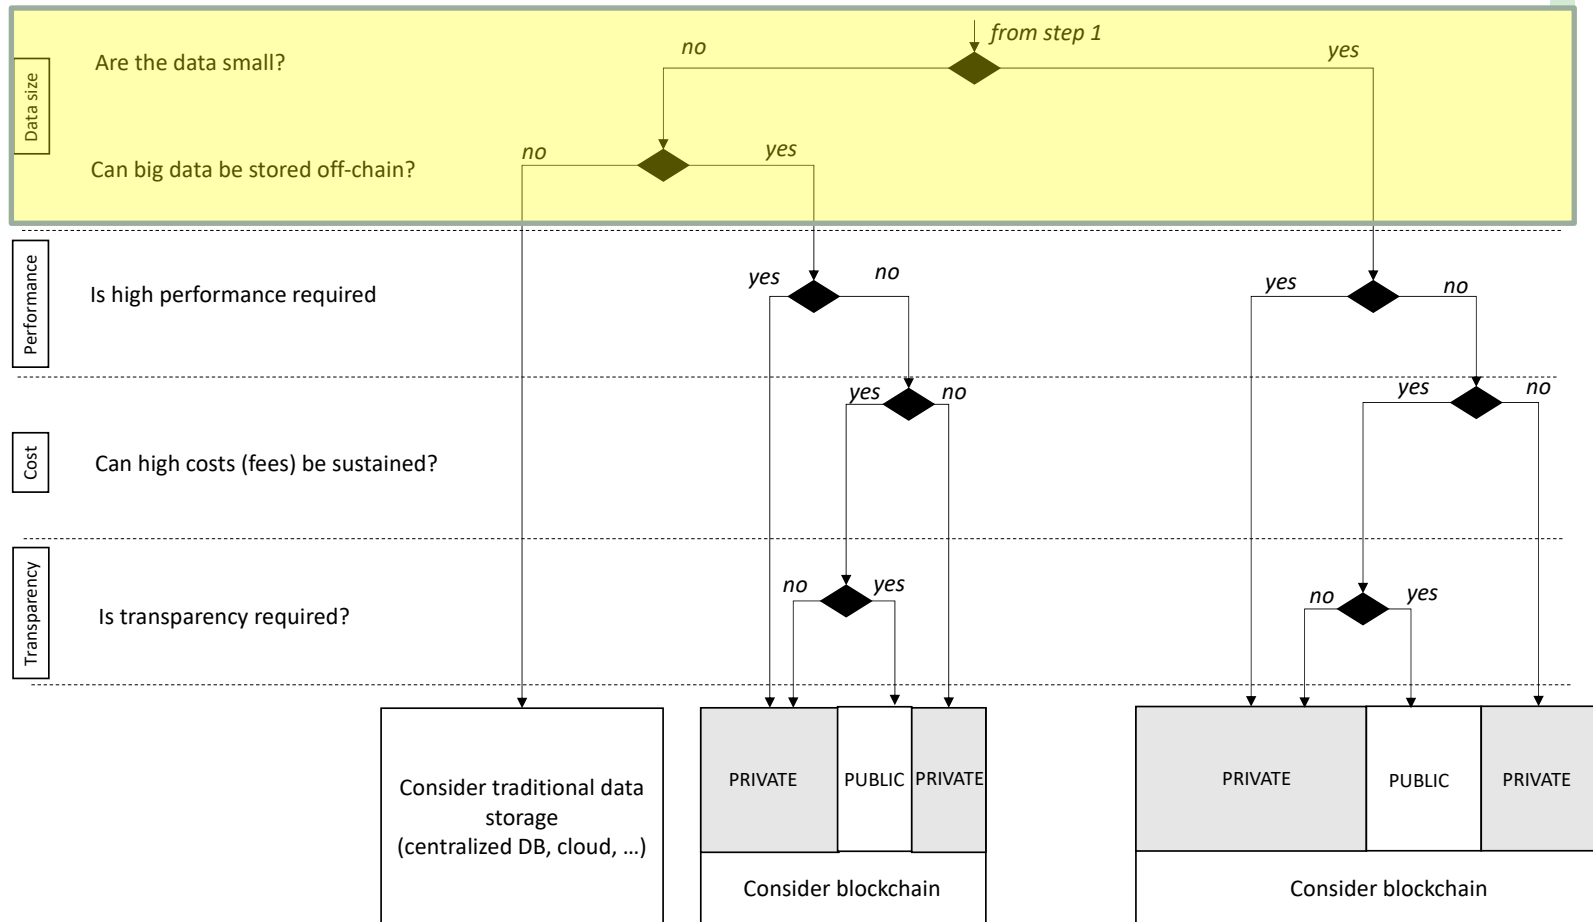 from step 1
no
yes
Are the data small?
Data size
no
yes
Can big data be stored off-chain?
yes
no
yes
no
Performance
Is high performance required
yes
no
yes
no
Cost
Can high costs (fees) be sustained?
no
yes
no
yes
Transparency
Is transparency required?
Consider traditional data
storage
(centralized DB, cloud, ...)
PRIVATE
PUBLIC
PRIVATE
Consider blockchain
PRIVATE
PUBLIC
PRIVATE
Consider blockchain